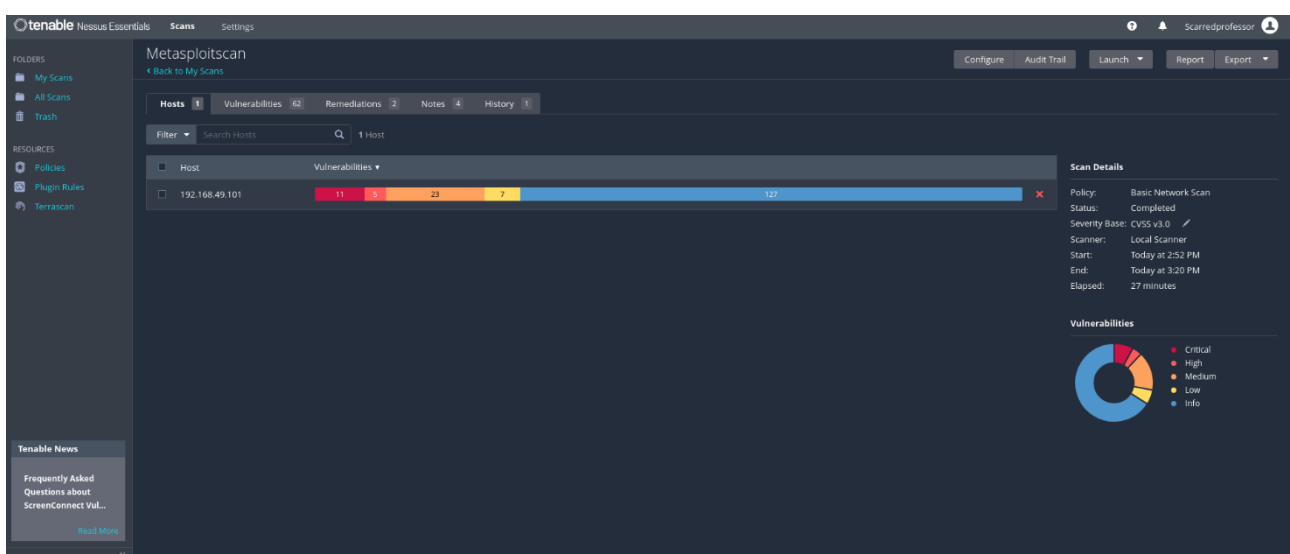 tenable Nessus Essentials Scans Settings Scarredprofessor
FOLDERS
My Scans
All Scans
Trash
RESOURCES
Policies
Plugin Rules
Terrascan
Tenable News
Frequently Asked
Questions about
ScreenConnect Vul...
Read More
Metasploitscan
Back to My Scans
Configure Audit Trail Launch Report Export
Hosts 1 Vulnerabilities 62 Remediations 2 Notes 4 History 1
Filter Search Hosts 1 Host
Host Vulnerabilities
192.168.49.101 11 5 23 7 127
Scan Details
Policy: Basic Network Scan
Status: Completed
Severity Base: CVSS v3.0
Scanner: Local Scanner
Start: Today at 2:52 PM
End: Today at 3:20 PM
Elapsed: 27 minutes
Vulnerabilities
Critical
High
Medium
Low
Info